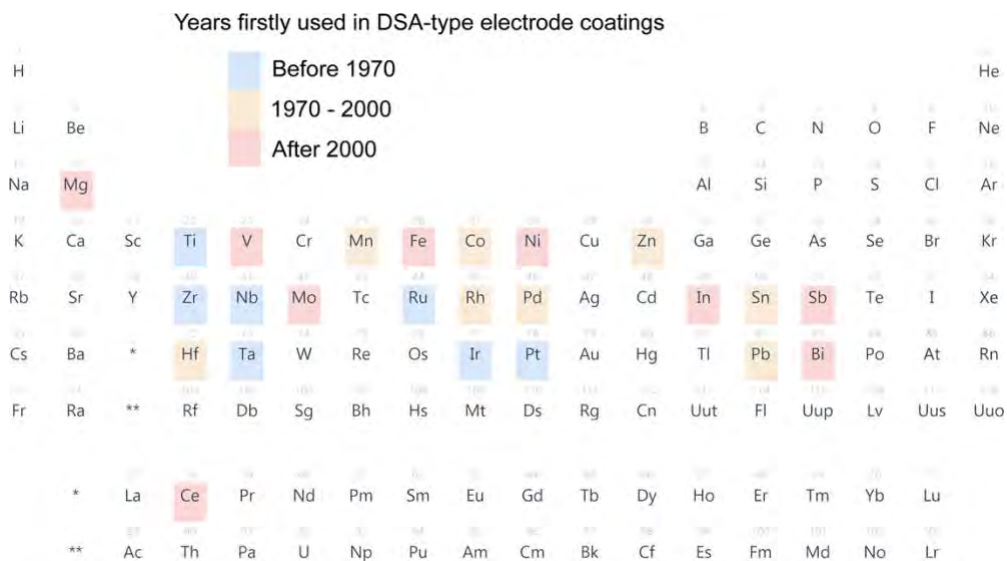 Years firstly used in DSA-type electrode coatings
Before 1970
1970 - 2000
After 2000
H He
Li Be B C N O F Ne
Na Mg Al Si P S Cl Ar
K Ca Sc Ti V Cr Mn Fe Co Ni Cu Zn Ga Ge As Se Br Kr
Rb Sr Y Zr Nb Mo Tc Ru Rh Pd Ag Cd In Sn Sb Te I Xe
Cs Ba * Hf Ta W Re Os Ir Pt Au Hg Tl Pb Bi Po At Rn
Fr Ra ** Rf Db Sg Bh Hs Mt Ds Rg Cn Uut Fl Uup Lv Uus Uuo
* La Ce Pr Nd Pm Sm Eu Gd Tb Dy Ho Er Tm Yb Lu
** Ac Th Pa U Np Pu Am Cm Bk Cf Es Fm Md No Lr